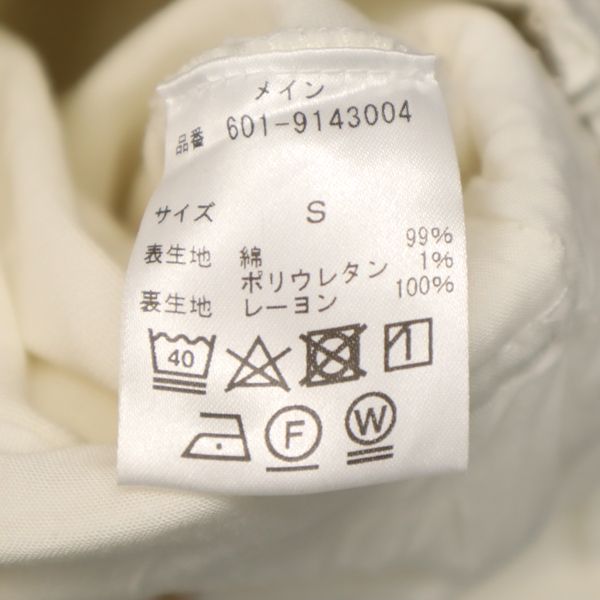 メイン
品番 601-9143004
サイズ S
表生地 綿 99%
ポリウレタン 1%
裏生地 レーヨン 100%
40
F W